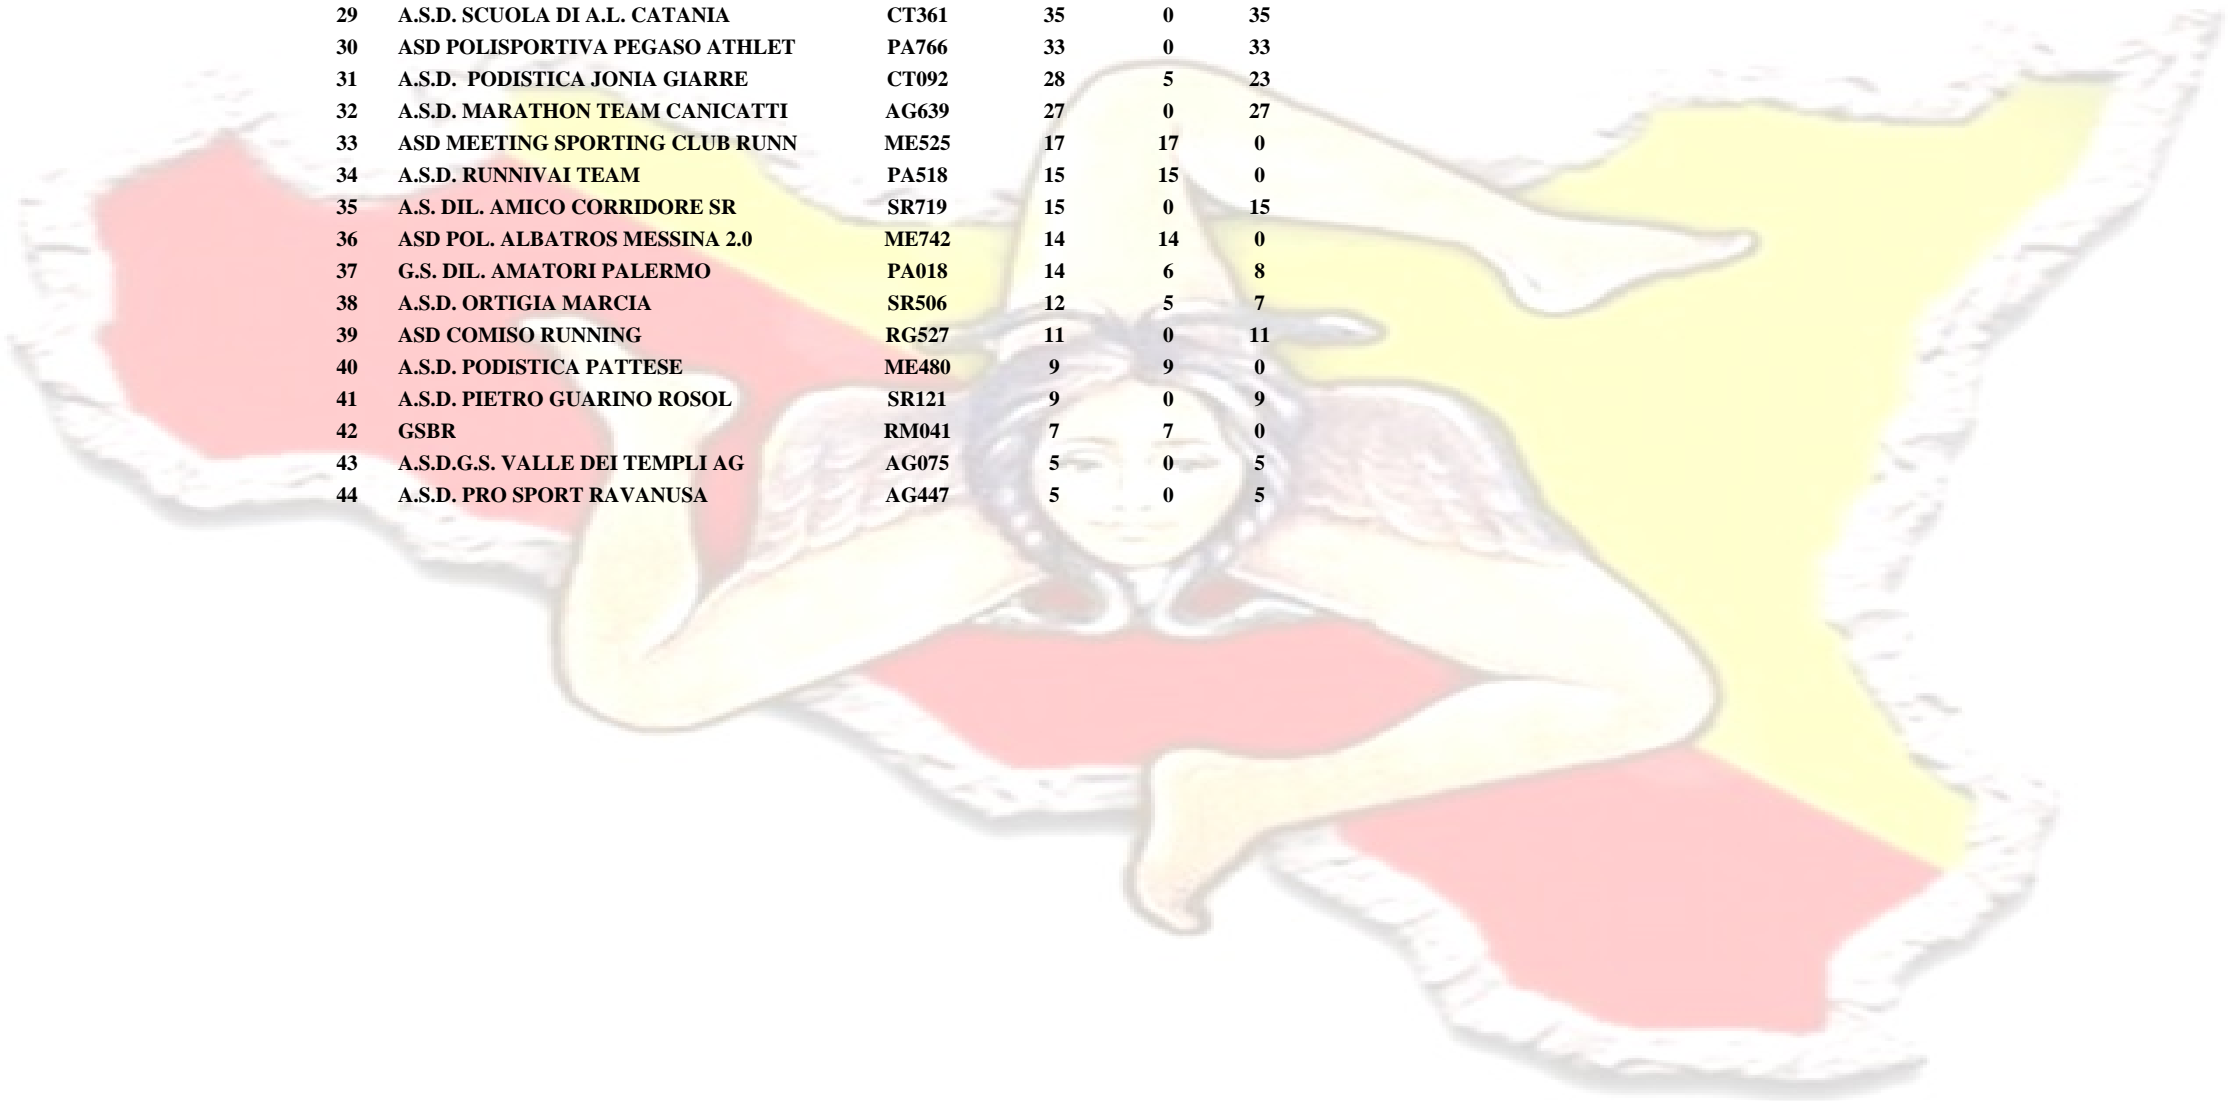 29 A.S.D. SCUOLA DI A.L. CATANIA CT361 35 0 35
30 ASD POLISPORTIVA PEGASO ATHLET PA766 33 0 33
31 A.S.D. PODISTICA JONIA GIARRE CT092 28 5 23
32 A.S.D. MARATHON TEAM CANICATTI AG639 27 0 27
33 ASD MEETING SPORTING CLUB RUNN ME525 17 17 0
34 A.S.D. RUNNIVAI TEAM PA518 15 15 0
35 A.S. DIL. AMICO CORRIDORE SR SR719 15 0 15
36 ASD POL. ALBATROS MESSINA 2.0 ME742 14 14 0
37 G.S. DIL. AMATORI PALERMO PA018 14 6 8
38 A.S.D. ORTIGIA MARCIA SR506 12 5 7
39 ASD COMISO RUNNING RG527 11 0 11
40 A.S.D. PODISTICA PATTESE ME480 9 9 0
41 A.S.D. PIETRO GUARINO ROSOL SR121 9 0 9
42 GSBR RM041 7 7 0
43 A.S.D.G.S. VALLE DEI TEMPLI AG AG075 5 0 5
44 A.S.D. PRO SPORT RAVANUSA AG447 5 0 5